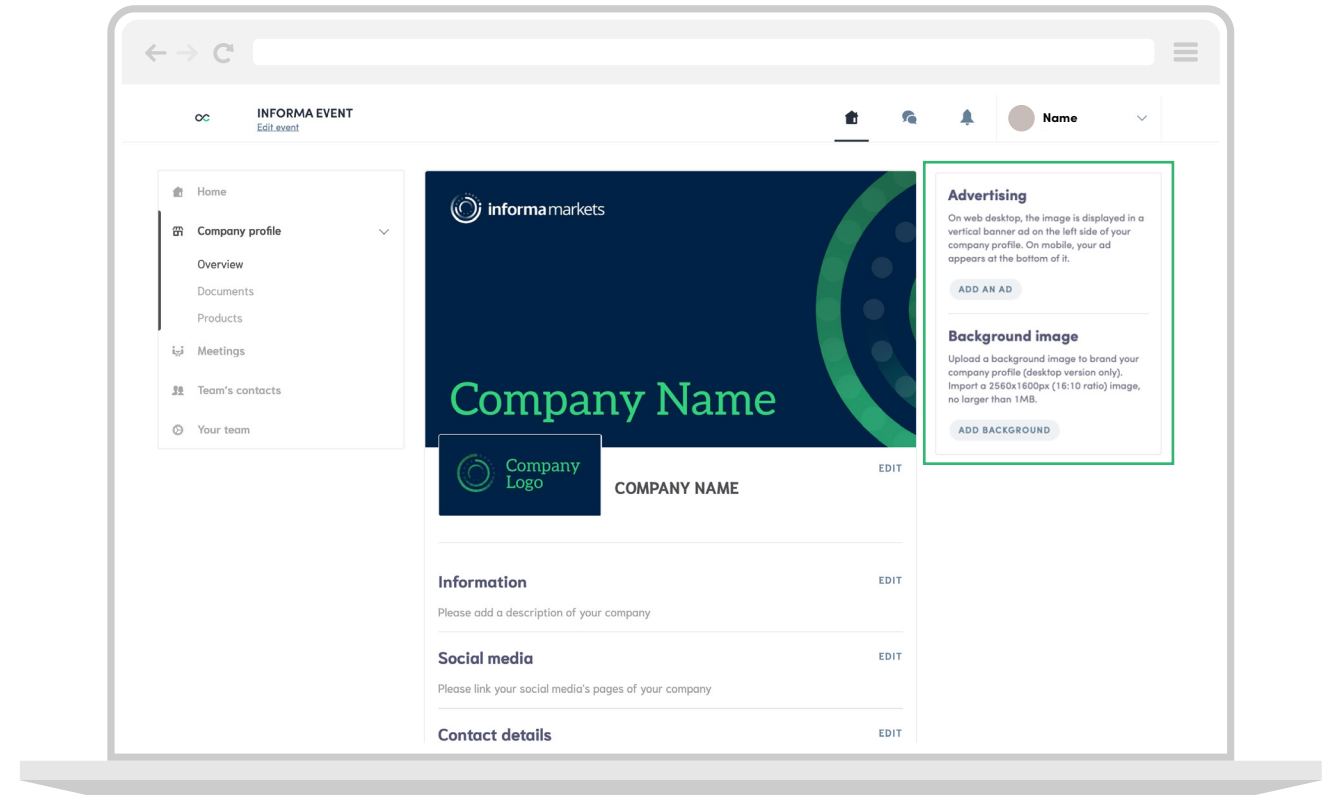 INFORMA EVENT
Edit event
Name
Home
Company profile
Overview
Documents
Products
Meetings
Team's contacts
Your team
informa markets
Company Name
Company
Logo
COMPANY NAME
EDIT
Information
EDIT
Please add a description of your company
Social media
EDIT
Please link your social media's pages of your company
Contact details
EDIT
Advertising
On web desktop, the image is displayed in a
vertical banner ad on the left side of your
company profile. On mobile, your ad
appears at the bottom of it.
ADD AN AD
Background image
Upload a background image to brand your
company profile (desktop version only).
Import a 2560x1600px (16:10 ratio) image,
no larger than 1MB.
ADD BACKGROUND